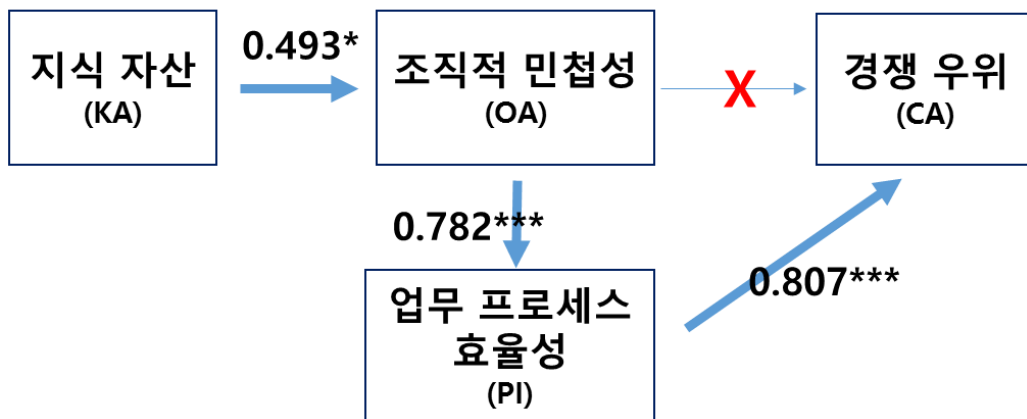 지식 자산
(KA)
0.493*
조직적 민첩성
(OA)
X
경쟁 우위
(CA)
0.782***
0.807***
업무 프로세스
효율성
(PI)